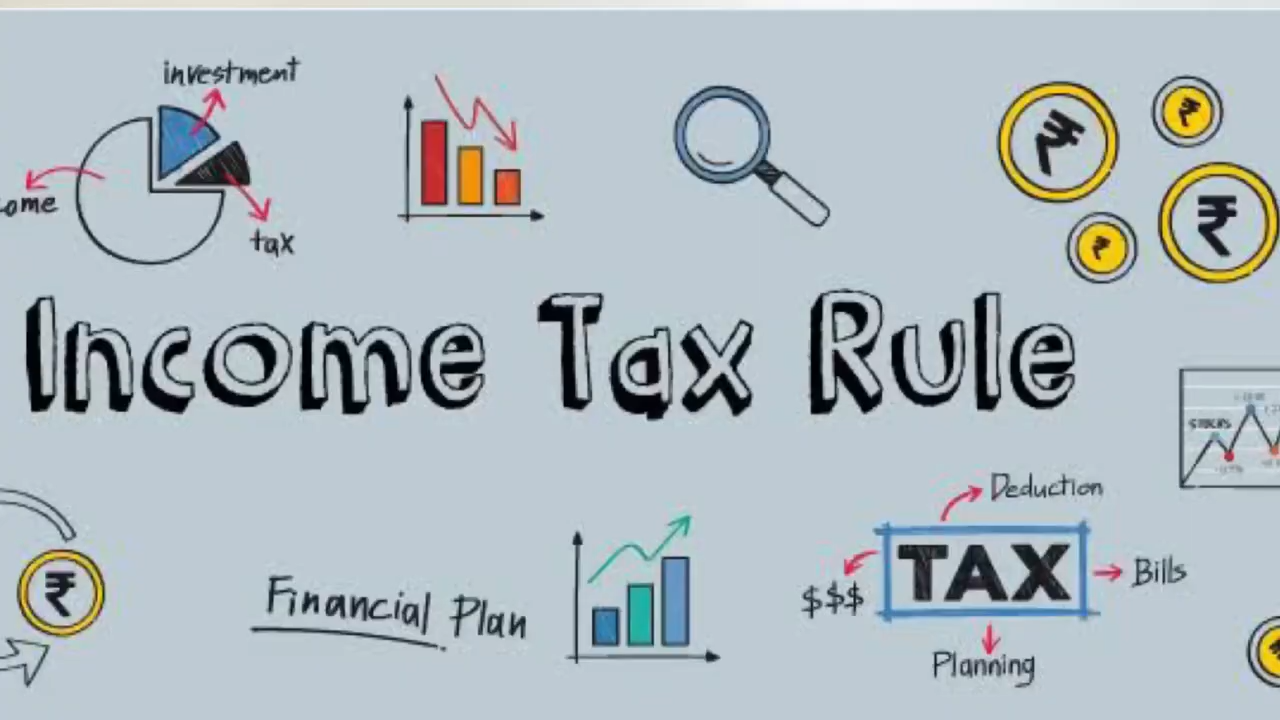 investment
ome
tax
₹
₹
₹
₹
Income Tax Rule
STOCKS
Deduction
TAX
$$$
Bills
Planning
₹
Financial Plan